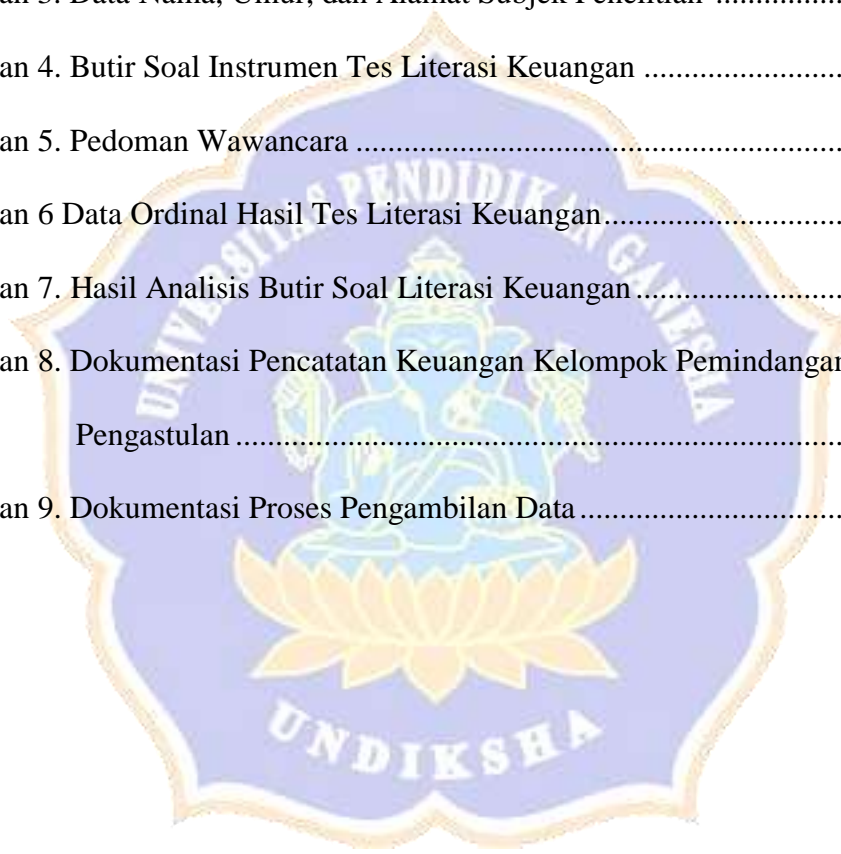 an 3. Data Nama, Umur, dan Alamat Subjek Penelitian ................
an 4. Butir Soal Instrumen Tes Literasi Keuangan .........................
an 5. Pedoman Wawancara .............................................................
an 6 Data Ordinal Hasil Tes Literasi Keuangan..............................
an 7. Hasil Analisis Butir Soal Literasi Keuangan ..........................
an 8. Dokumentasi Pencatatan Keuangan Kelompok Pemindangan
Pengastulan ............................................................................
an 9. Dokumentasi Proses Pengambilan Data .................................
UNIVERSITAS PENDIDIKAN GANESHA
UNDIKSHA